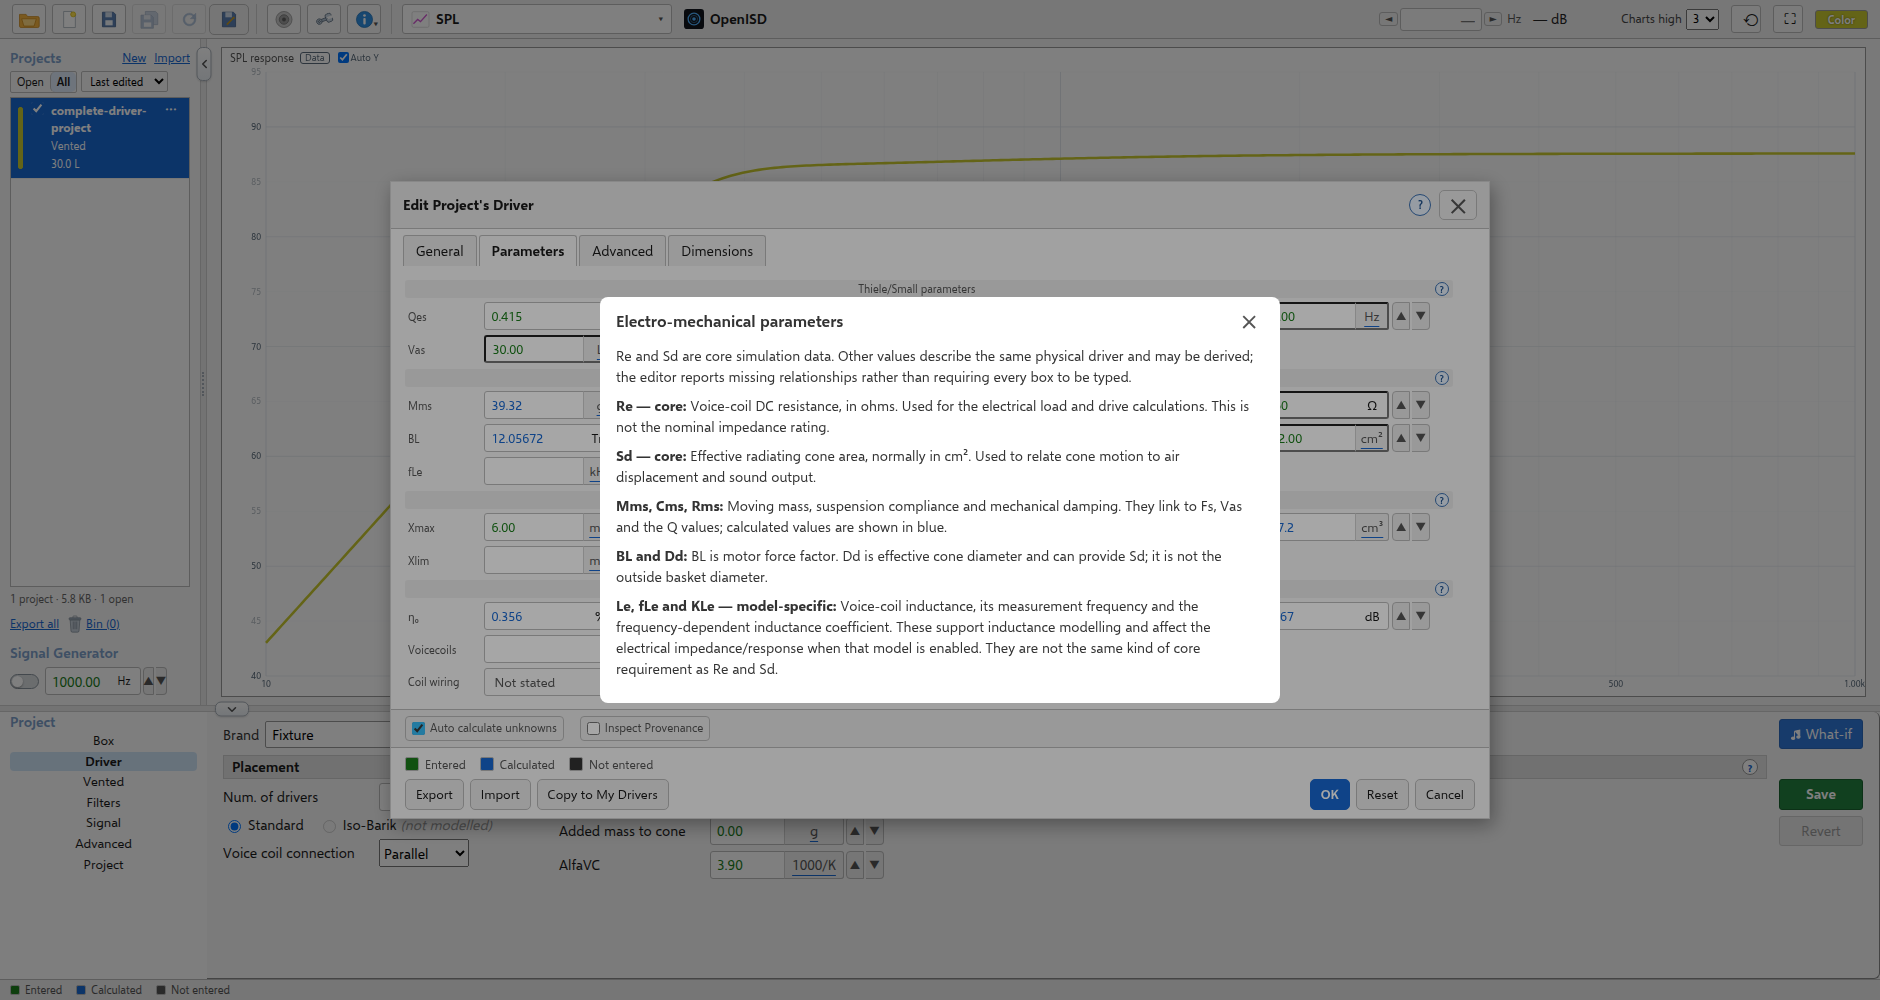 SPL
OpenISD
—
Hz
— dB
Charts high
3
Color
Projects
New
Import
Open
All
Last edited
complete-driver-project
Vented
30.0 L
1 project · 5.8 KB · 1 open
Export all
Bin (0)
Signal Generator
1000.00
Hz
SPL response
Data
Auto Y
95
90
85
80
75
70
65
60
55
50
45
40
10
500
1.00k
Edit Project's Driver
?
General
Parameters
Advanced
Dimensions
Thiele/Small parameters
?
Qes
0.415
Hz
Vas
30.00
?
Mms
39.32
Ω
BL
12.05672
cm²
fLe
?
Xmax
6.00
cm³
Xlim
?
η₀
0.356
dB
Voicecoils
Coil wiring
Not stated
Electro-mechanical parameters
Re and Sd are core simulation data. Other values describe the same physical driver and may be derived;
the editor reports missing relationships rather than requiring every box to be typed.
Re — core: Voice-coil DC resistance, in ohms. Used for the electrical load and drive calculations. This is
not the nominal impedance rating.
Sd — core: Effective radiating cone area, normally in cm². Used to relate cone motion to air
displacement and sound output.
Mms, Cms, Rms: Moving mass, suspension compliance and mechanical damping. They link to Fs, Vas
and the Q values; calculated values are shown in blue.
BL and Dd: BL is motor force factor. Dd is effective cone diameter and can provide Sd; it is not the
outside basket diameter.
Le, fLe and KLe — model-specific: Voice-coil inductance, its measurement frequency and the
frequency-dependent inductance coefficient. These support inductance modelling and affect the
electrical impedance/response when that model is enabled. They are not the same kind of core
requirement as Re and Sd.
Auto calculate unknowns
Inspect Provenance
Entered
Calculated
Not entered
Export
Import
Copy to My Drivers
OK
Reset
Cancel
Project
Box
Driver
Vented
Filters
Signal
Advanced
Project
Brand
Fixture
Placement
?
Num. of drivers
Standard
Iso-Barik (not modelled)
Voice coil connection
Parallel
Added mass to cone
0.00
g
AlfaVC
3.90
1000/K
What-if
Save
Revert
Entered
Calculated
Not entered